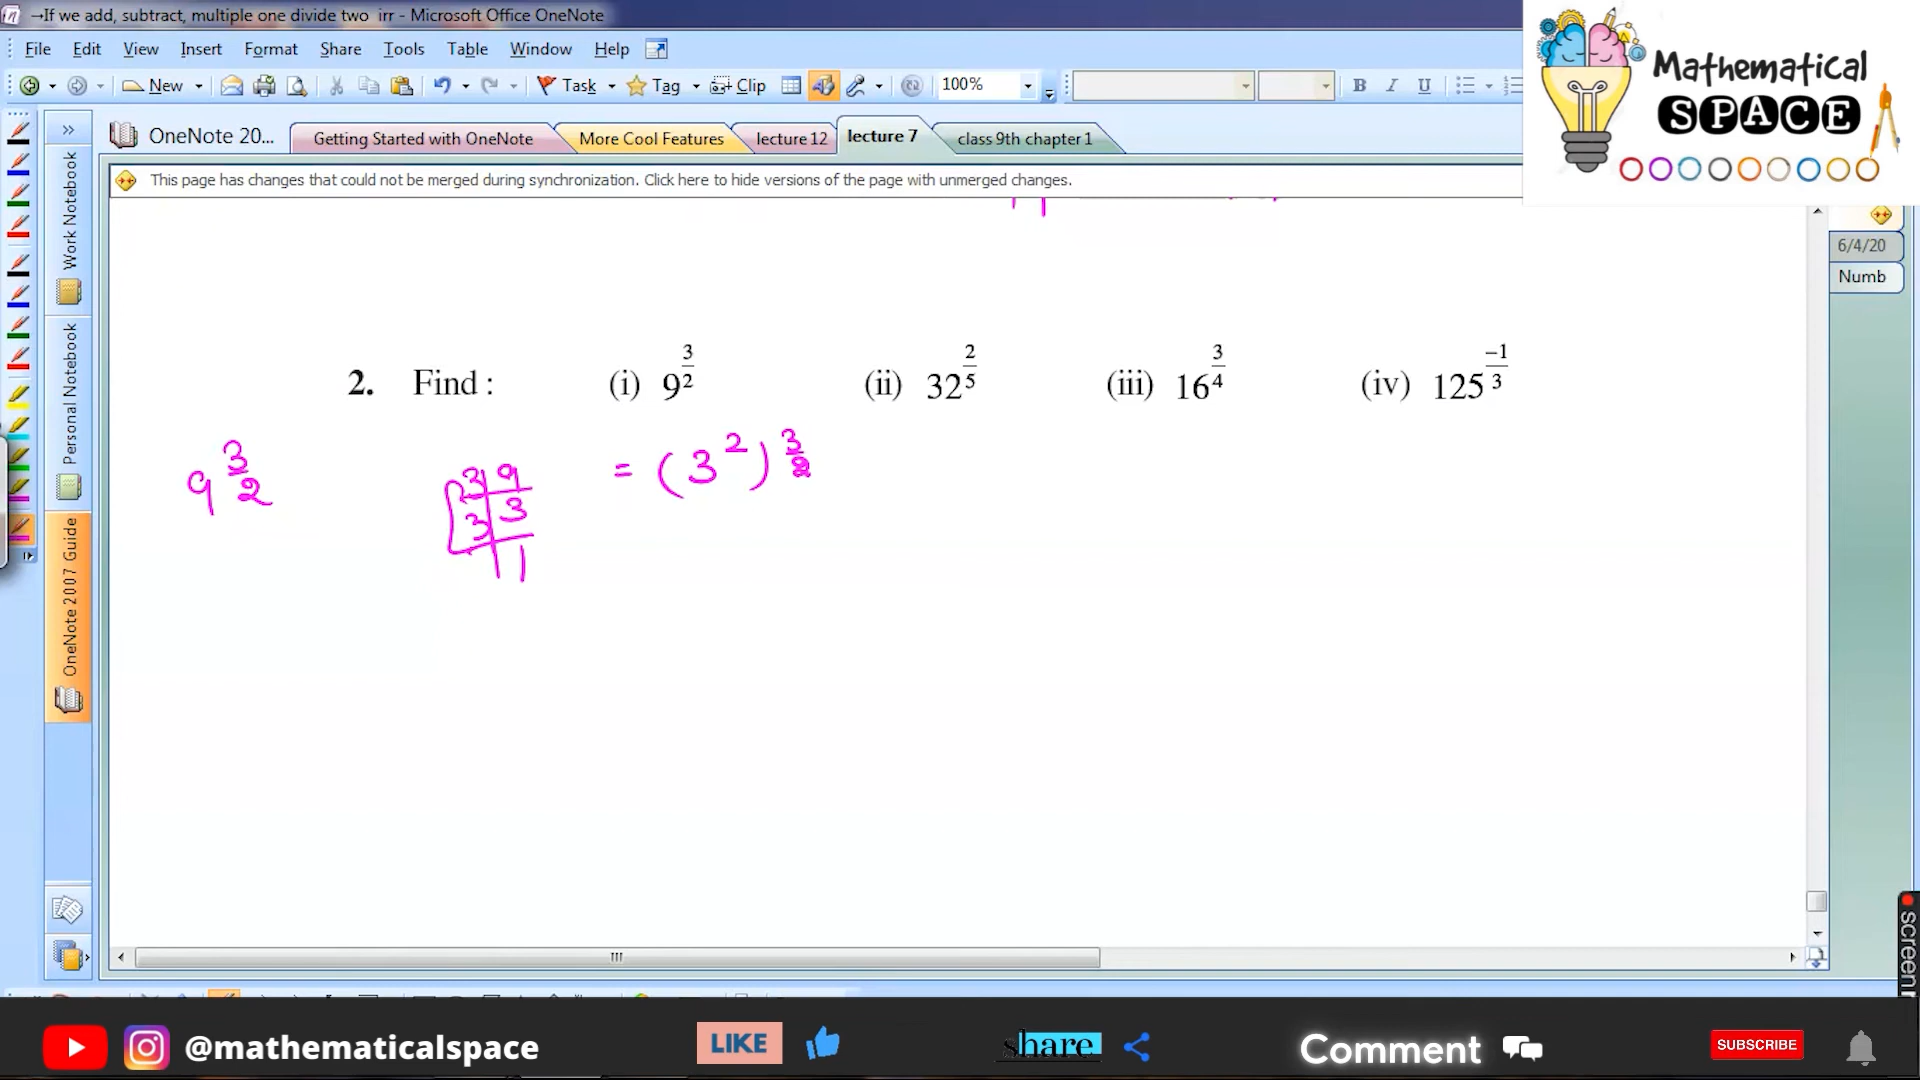 →If we add, subtract, multiple one divide two irr - Microsoft Office OneNote
File Edit View Insert Format Share Tools Table Window Help
New Task Tag Clip 100% B I U
Mathematical
SPACE
OneNote 20... Getting Started with OneNote More Cool Features lecture 12 lecture 7 class 9th chapter 1
This page has changes that could not be merged during synchronization. Click here to hide versions of the page with unmerged changes.
6/4/20
Numb
Work Notebook
Personal Notebook
OneNote 2007 Guide
2. Find : (i) 9^(3/2) (ii) 32^(2/5) (iii) 16^(3/4) (iv) 125^(-1/3)
9^(3/2) = (3^2)^(3/2)
3 9
3 3
1
screen
@mathematicalspace LIKE share Comment SUBSCRIBE